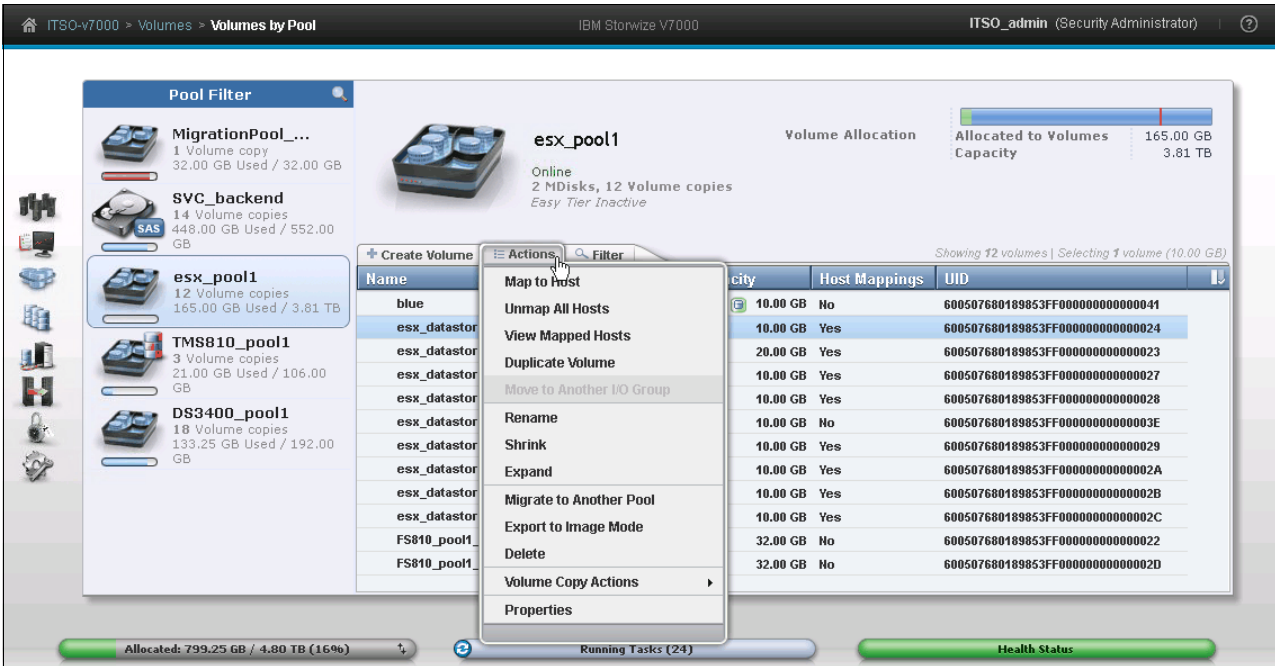 ITSO-v7000 > Volumes > Volumes by Pool
IBM Storwize V7000
ITSO_admin (Security Administrator)
?
Pool Filter
MigrationPool_...
1 Volume copy
32.00 GB Used / 32.00 GB
SVC_backend
14 Volume copies
448.00 GB Used / 552.00
GB
SAS
esx_pool1
12 Volume copies
165.00 GB Used / 3.81 TB
TMS810_pool1
3 Volume copies
21.00 GB Used / 106.00
GB
DS3400_pool1
18 Volume copies
133.25 GB Used / 192.00
GB
esx_pool1
Online
2 MDisks, 12 Volume copies
Easy Tier Inactive
Volume Allocation
Allocated to Volumes 165.00 GB
Capacity 3.81 TB
Create Volume Actions Filter
Showing 12 volumes | Selecting 1 volume (10.00 GB)
Name city Host Mappings UID
blue 10.00 GB No 600507680189853FF000000000000041
esx_datastor 10.00 GB Yes 600507680189853FF000000000000024
esx_datastor 20.00 GB Yes 600507680189853FF000000000000023
esx_datastor 10.00 GB Yes 600507680189853FF000000000000027
esx_datastor 10.00 GB Yes 600507680189853FF000000000000028
esx_datastor 10.00 GB No 600507680189853FF00000000000003E
esx_datastor 10.00 GB Yes 600507680189853FF000000000000029
esx_datastor 10.00 GB Yes 600507680189853FF00000000000002A
esx_datastor 10.00 GB Yes 600507680189853FF00000000000002B
esx_datastor 10.00 GB Yes 600507680189853FF00000000000002C
FS810_pool1_ 32.00 GB No 600507680189853FF000000000000022
FS810_pool1_ 32.00 GB No 600507680189853FF00000000000002D
Map to Host
Unmap All Hosts
View Mapped Hosts
Duplicate Volume
Move to Another I/O Group
Rename
Shrink
Expand
Migrate to Another Pool
Export to Image Mode
Delete
Volume Copy Actions
Properties
Allocated: 799.25 GB / 4.80 TB (16%)
Running Tasks (24)
Health Status